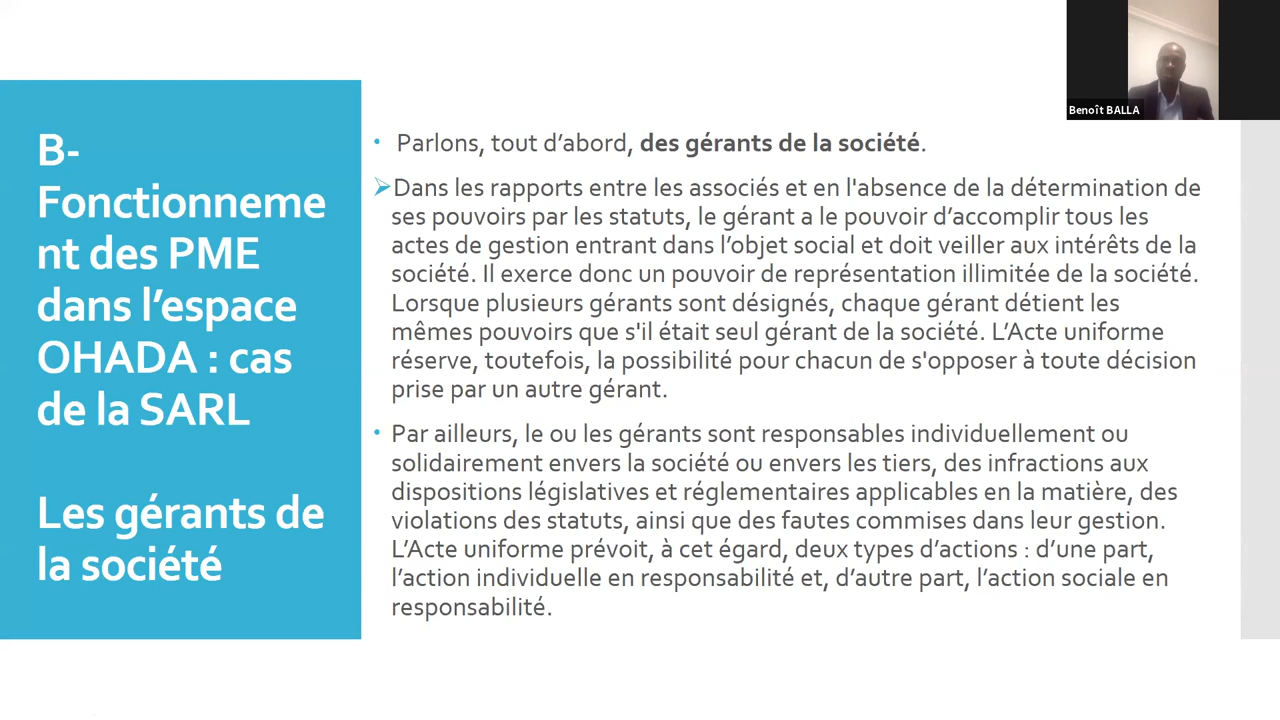 B-
Fonctionneme
nt des PME
dans l’espace
OHADA : cas
de la SARL
Les gérants de
la société
• Parlons, tout d’abord, des gérants de la société.
➢Dans les rapports entre les associés et en l'absence de la détermination de
ses pouvoirs par les statuts, le gérant a le pouvoir d’accomplir tous les
actes de gestion entrant dans l’objet social et doit veiller aux intérêts de la
société. Il exerce donc un pouvoir de représentation illimitée de la société.
Lorsque plusieurs gérants sont désignés, chaque gérant détient les
mêmes pouvoirs que s'il était seul gérant de la société. L’Acte uniforme
réserve, toutefois, la possibilité pour chacun de s'opposer à toute décision
prise par un autre gérant.
• Par ailleurs, le ou les gérants sont responsables individuellement ou
solidairement envers la société ou envers les tiers, des infractions aux
dispositions législatives et réglementaires applicables en la matière, des
violations des statuts, ainsi que des fautes commises dans leur gestion.
L’Acte uniforme prévoit, à cet égard, deux types d’actions : d’une part,
l’action individuelle en responsabilité et, d’autre part, l’action sociale en
responsabilité.
Benoît BALLA